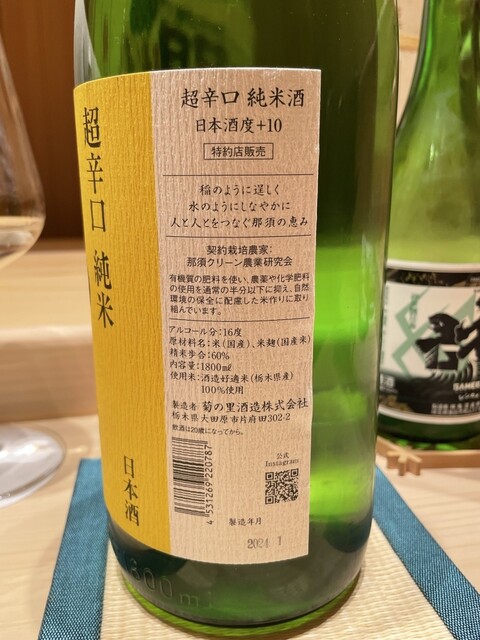 超辛口 純米
日本酒
超辛口 純米酒
日本酒度+10
特約店販売
稲のように逞しく
水のようにしなやかに
人と人とをつなぐ那須の恵み
契約栽培農家:
那須クリーン農業研究会
有機質の肥料を使い、農薬や化学肥料
の使用を通常の半分以下に抑え、自然
環境の保全に配慮した米作りに取り
組んでいます。
アルコール分:16度
原材料名:米(国産)、米麹(国産米)
精米歩合:60%
内容量:1800ml
使用米:酒造好適米(栃木県産)
100%使用
製造者 菊の里酒造株式会社
栃木県大田原市片府田302-2
飲酒は20歳になってから。
4531269220787
公式
Instagram
製造年月
2024 1
1800ml